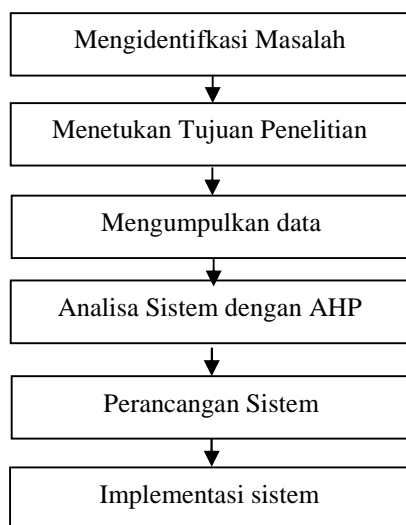 Mengidentifkasi Masalah
Menetukan Tujuan Penelitian
Mengumpulkan data
Analisa Sistem dengan AHP
Perancangan Sistem
Implementasi sistem